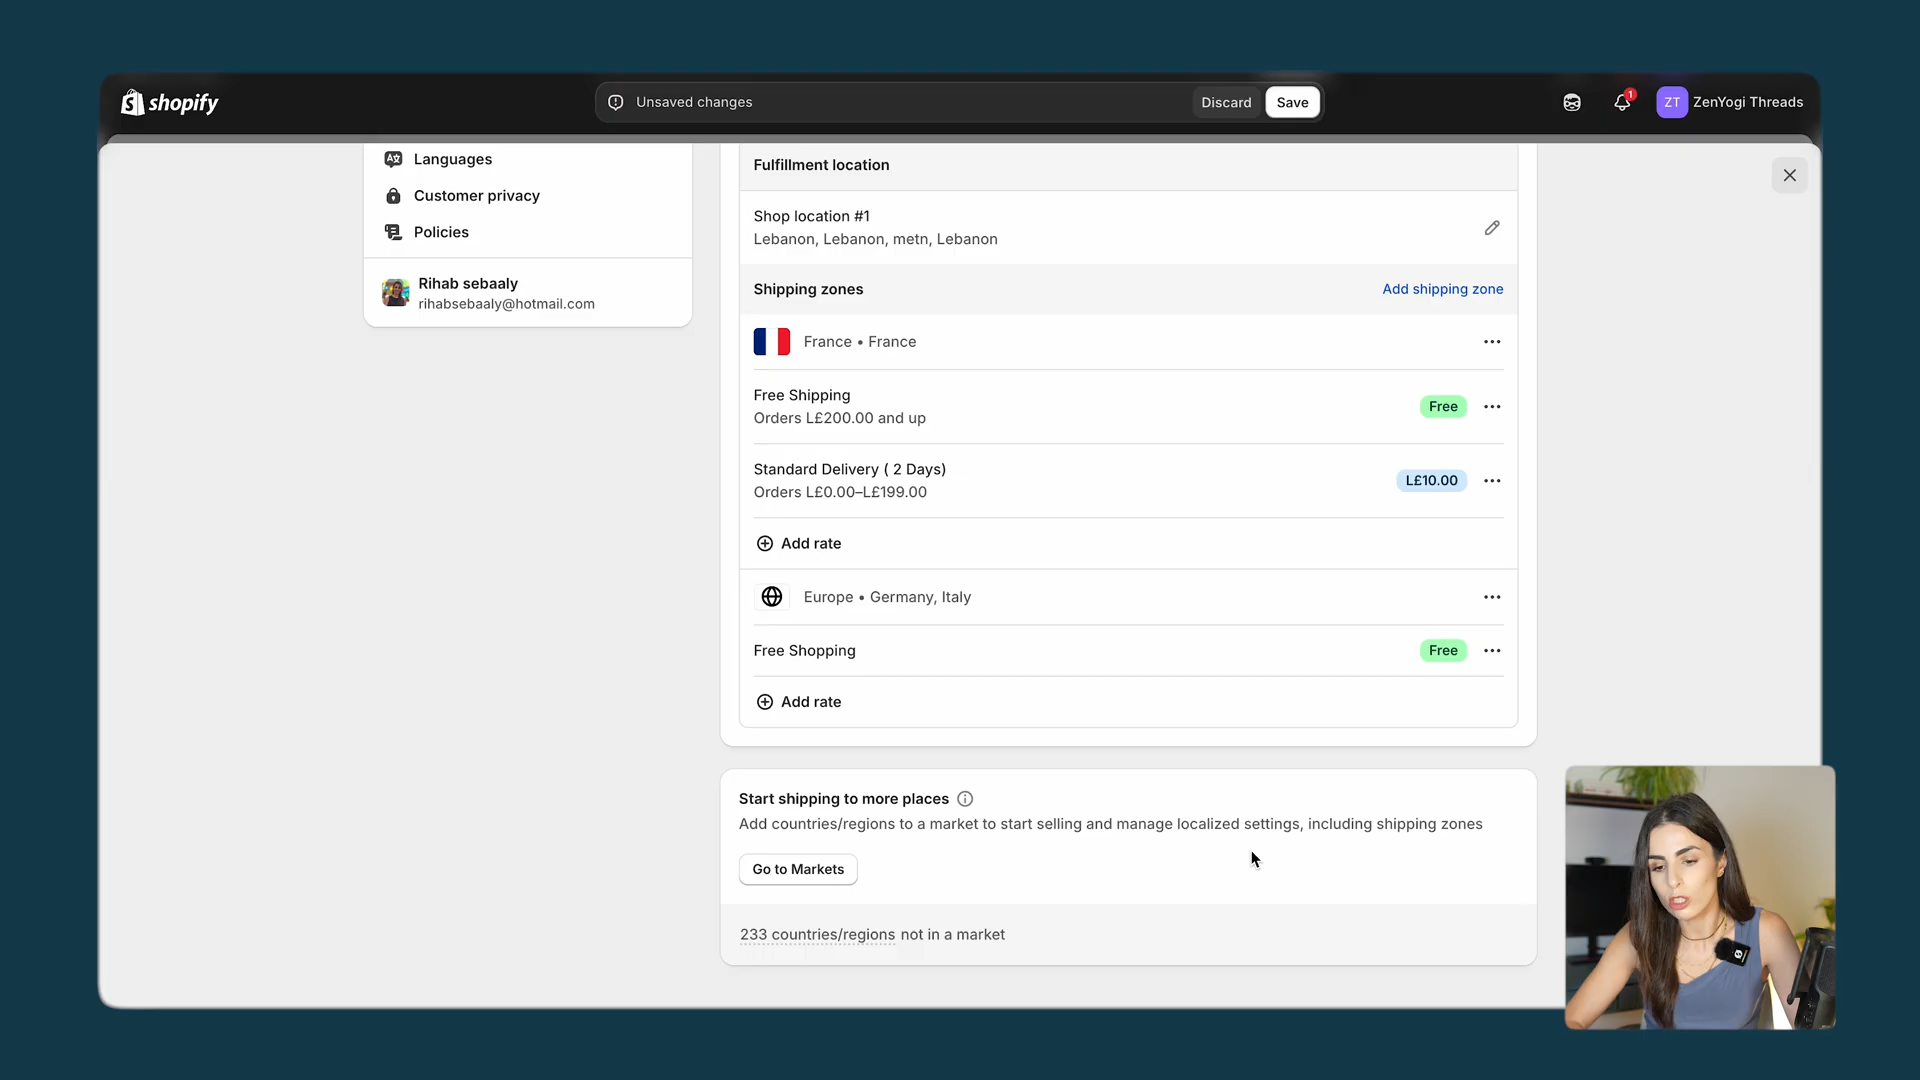 shopify
Unsaved changes
Discard
Save
1
ZT
ZenYogi Threads
Languages
Customer privacy
Policies
Rihab sebaaly
rihabsebaaly@hotmail.com
Fulfillment location
Shop location #1
Lebanon, Lebanon, metn, Lebanon
Shipping zones
Add shipping zone
France • France
Free Shipping
Orders L£200.00 and up
Free
Standard Delivery ( 2 Days)
Orders L£0.00–L£199.00
L£10.00
Add rate
Europe • Germany, Italy
Free Shopping
Free
Add rate
Start shipping to more places
Add countries/regions to a market to start selling and manage localized settings, including shipping zones
Go to Markets
233 countries/regions not in a market